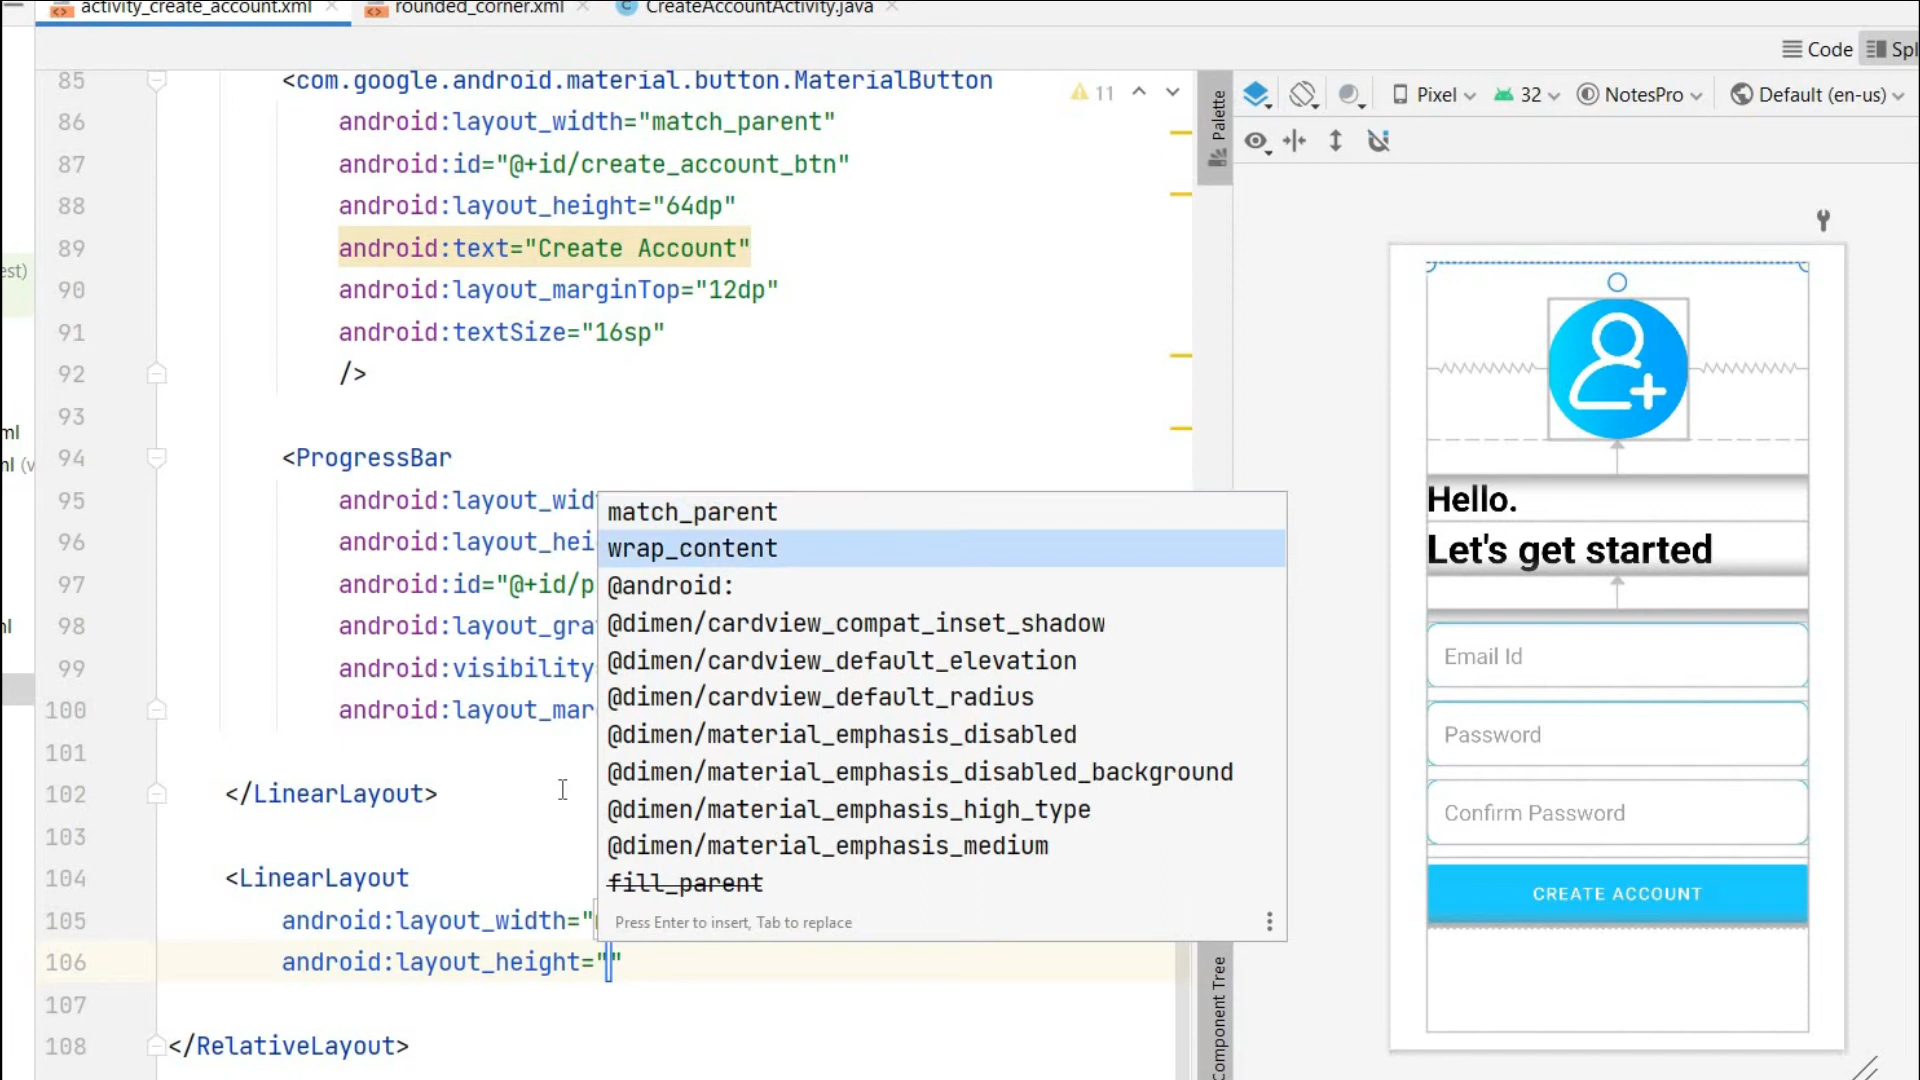 activity_create_account.xml
rounded_corner.xml
CreateAccountActivity.java
Code
Spl
85 <com.google.android.material.button.MaterialButton
11
86 android:layout_width="match_parent"
87 android:id="@+id/create_account_btn"
88 android:layout_height="64dp"
89 android:text="Create Account"
90 android:layout_marginTop="12dp"
91 android:textSize="16sp"
92 />
93
94 <ProgressBar
95 android:layout_widt
96 android:layout_hei
97 android:id="@+id/p
98 android:layout_gra
99 android:visibility
100 android:layout_mar
101
102 </LinearLayout>
103
104 <LinearLayout
105 android:layout_width="
106 android:layout_height=""
107
108 </RelativeLayout>
est)
ml
ml (v
ml
match_parent
wrap_content
@android:
@dimen/cardview_compat_inset_shadow
@dimen/cardview_default_elevation
@dimen/cardview_default_radius
@dimen/material_emphasis_disabled
@dimen/material_emphasis_disabled_background
@dimen/material_emphasis_high_type
@dimen/material_emphasis_medium
fill_parent
Press Enter to insert, Tab to replace
Palette
Component Tree
Pixel
32
NotesPro
Default (en-us)
Hello.
Let's get started
Email Id
Password
Confirm Password
CREATE ACCOUNT